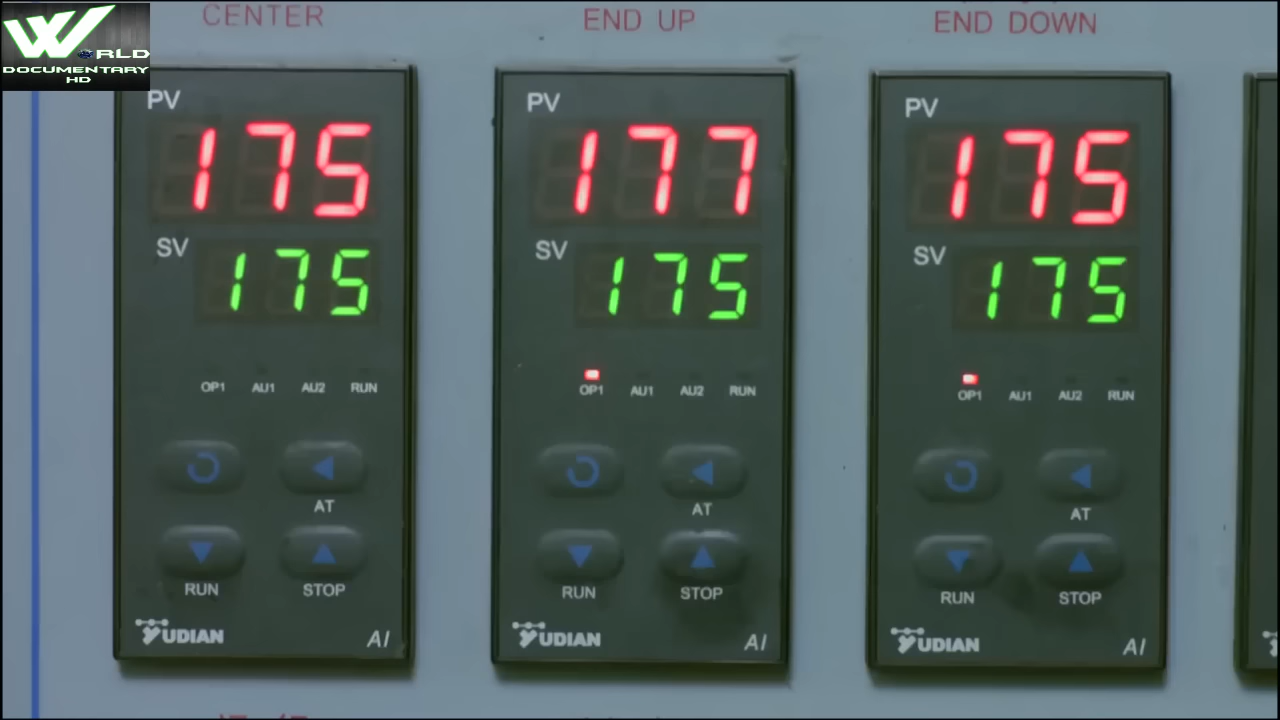 WORLD
DOCUMENTARY
HD
CENTER
PV
175
SV
175
OP1 AU1 AU2 RUN
AT
RUN STOP
YUDIAN AI
END UP
PV
177
SV
175
OP1 AU1 AU2 RUN
AT
RUN STOP
YUDIAN AI
END DOWN
PV
175
SV
175
OP1 AU1 AU2 RUN
AT
RUN STOP
YUDIAN AI